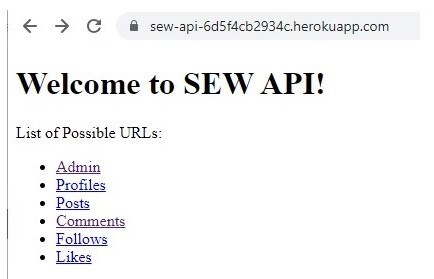 sew-api-6d5f4cb2934c.herokuapp.com
Welcome to SEW API!
List of Possible URLs:
Admin
Profiles
Posts
Comments
Follows
Likes